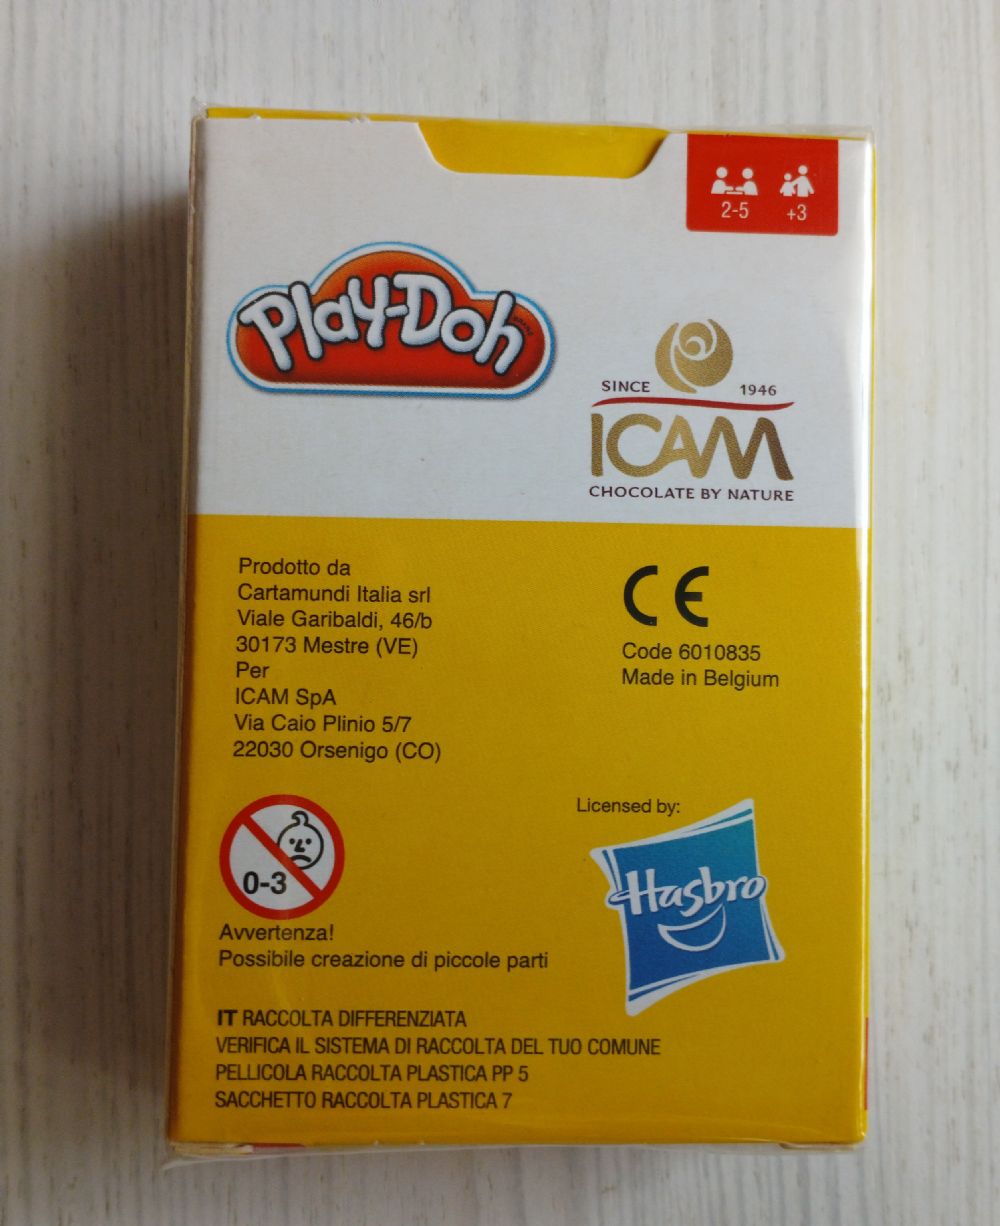 2-5 +3
Play-Doh
SINCE 1946
ICAM
CHOCOLATE BY NATURE
Prodotto da
Cartamundi Italia srl
Viale Garibaldi, 46/b
30173 Mestre (VE)
Per
ICAM SpA
Via Caio Plinio 5/7
22030 Orsenigo (CO)
CE
Code 6010835
Made in Belgium
0-3
Avvertenza!
Possibile creazione di piccole parti
Licensed by:
Hasbro
IT RACCOLTA DIFFERENZIATA
VERIFICA IL SISTEMA DI RACCOLTA DEL TUO COMUNE
PELLICOLA RACCOLTA PLASTICA PP 5
SACCHETTO RACCOLTA PLASTICA 7